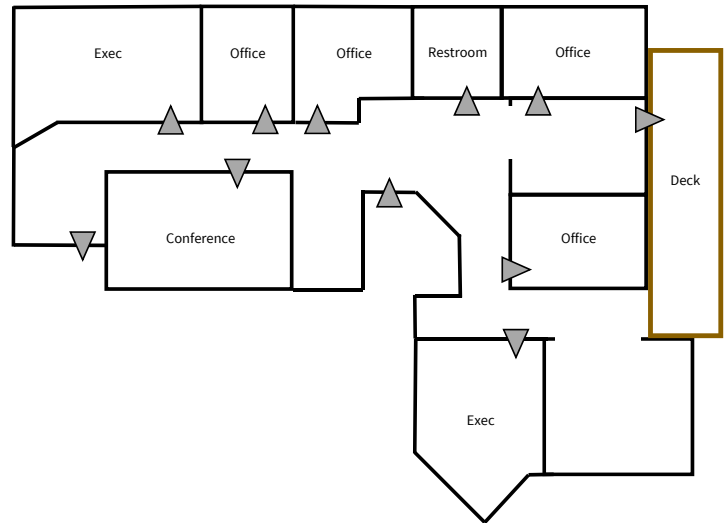 Exec
Office
Office
Restroom
Office
Deck
Conference
Office
Exec